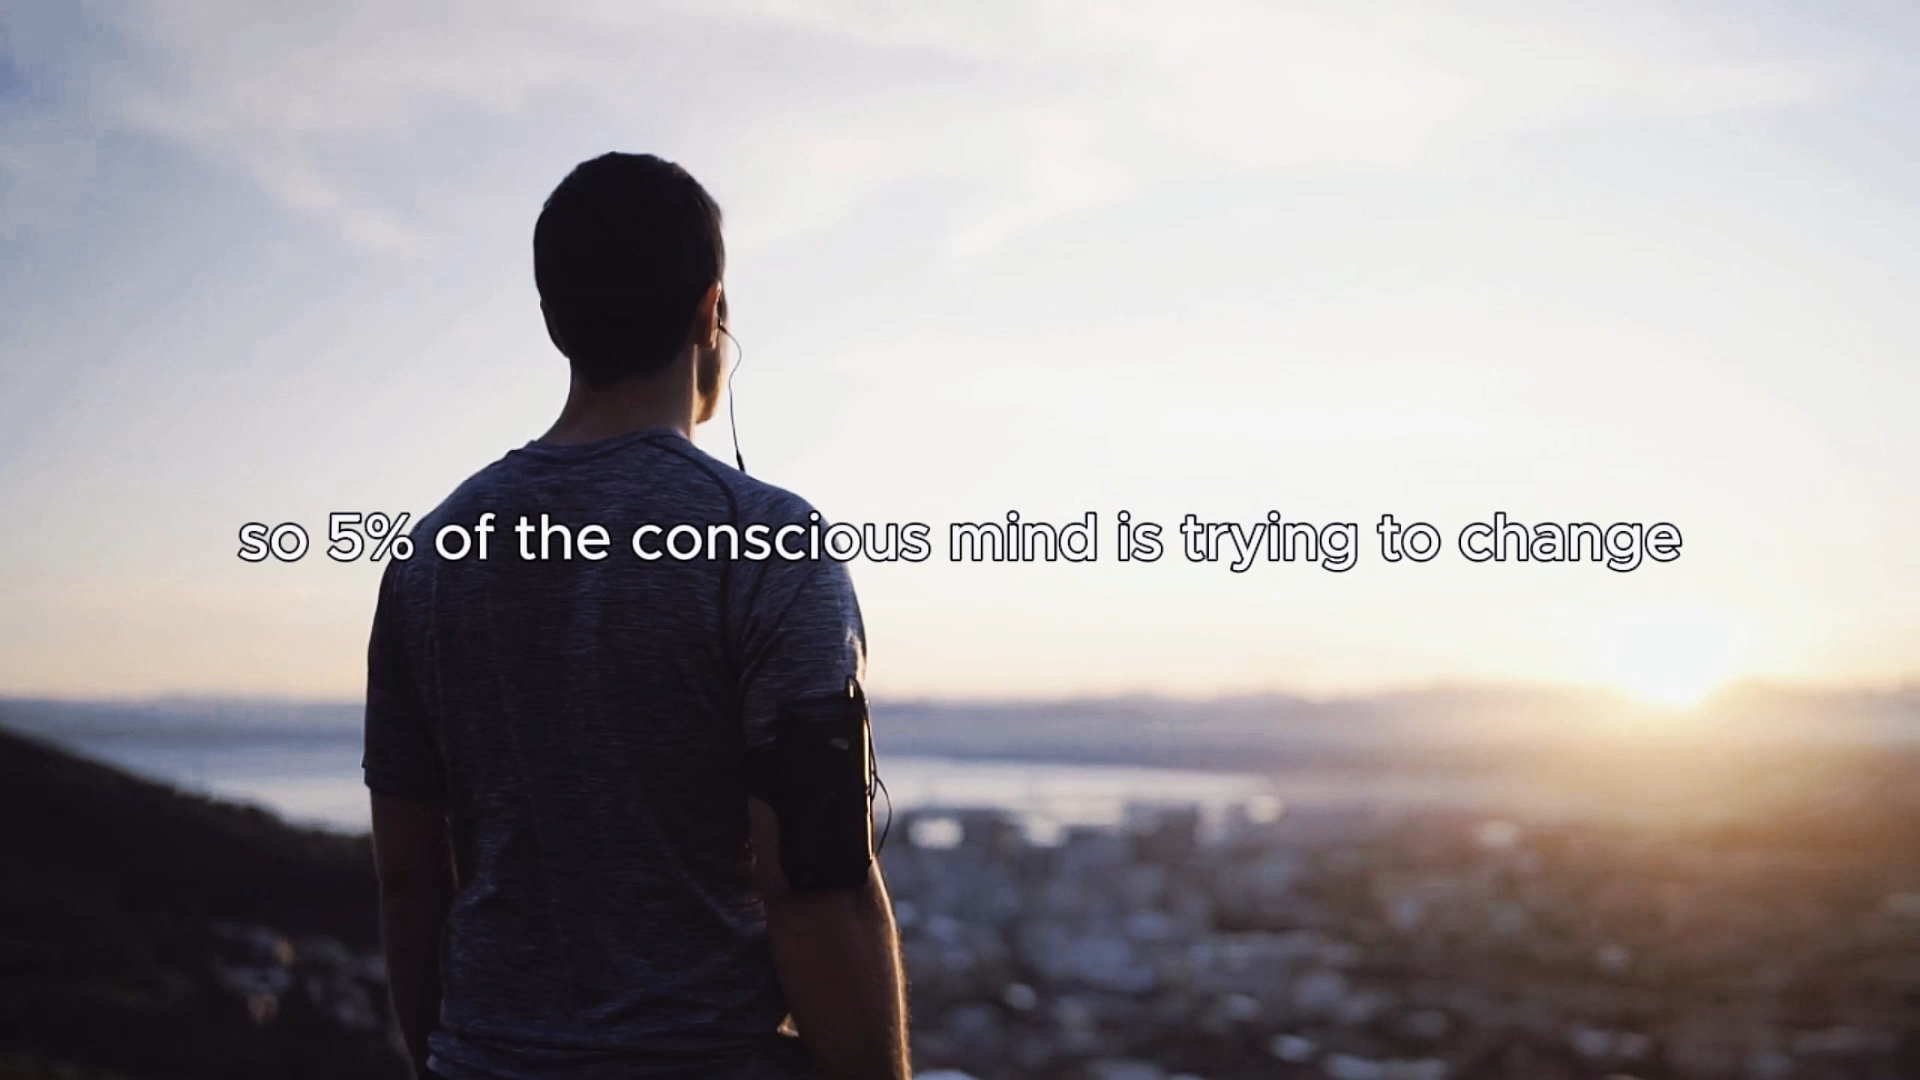 so 5% of the conscious mind is trying to change